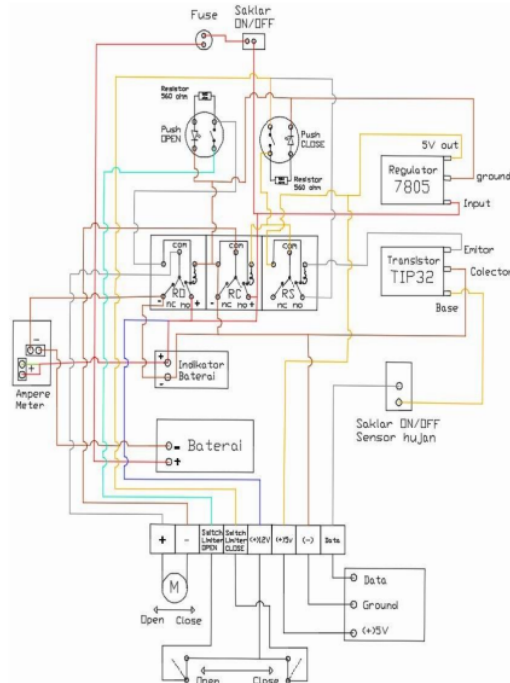 Fuse
Saklar
ON/OFF
Resistor
560 ohm
Push
OPEN
Push
CLOSE
Resistor
560 ohm
5V out
Regulator
7805
ground
Input
Emitor
Transistor
TIP32
Colector
Base
COM
RO
- nc no +
COM
RC
- nc no +
COM
RS
nc no
-
+
Ampere
Meter
+
Indikator
Baterai
-
Saklar ON/OFF
Sensor hujan
- Baterai
+
+
-
Switch
Limiter
OPEN
Switch
Limiter
CLOSE
(+)12V
(+)5v
(-)
Data
M
Open Close
Data
Ground
(+)5V
Open Close